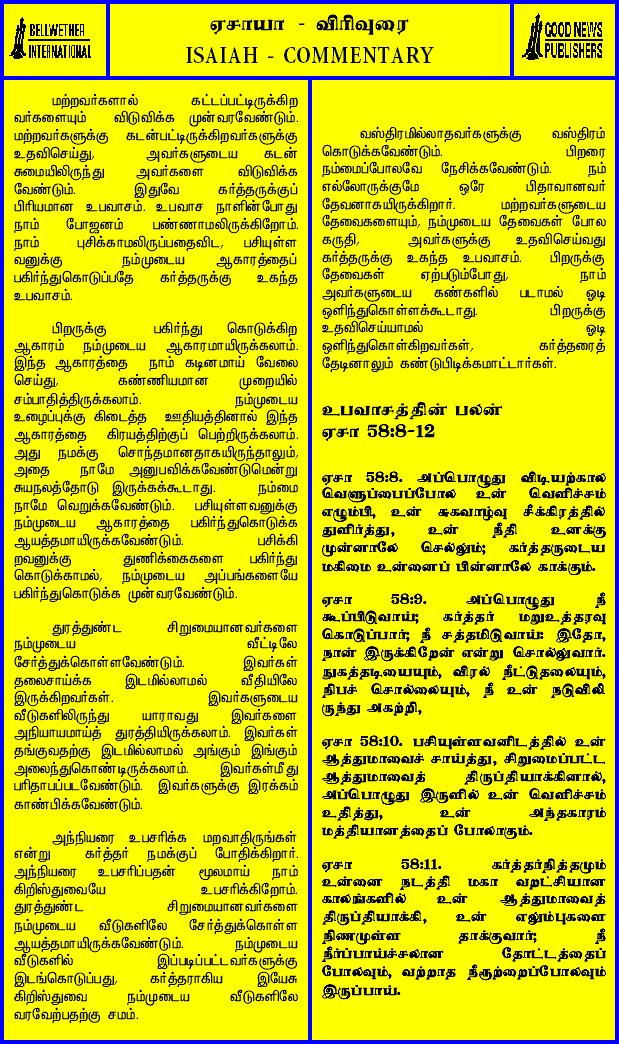 BELLWETHER
INTERNATIONAL
ஏசாயா - விரிவுரை
ISAIAH - COMMENTARY
GOOD NEWS
PUBLISHERS
மற்றவர்களால் கட்டப்பட்டிருக்கிற
வர்களையும் விடுவிக்க முன்வரவேண்டும்.
மற்றவர்களுக்கு கடன்பட்டிருக்கிறவர்களுக்கு
உதவிசெய்து, அவர்களுடைய கடன்
சுமையிலிருந்து அவர்களை விடுவிக்க
வேண்டும். இதுவே கர்த்தருக்குப்
பிரியமான உபவாசம். உபவாச நாளின்போது
நாம் போஜனம் பண்ணாமலிருக்கிறோம்.
நாம் புசிக்காமலிருப்பதைவிட, பசியுள்ள
வனுக்கு நம்முடைய ஆகாரத்தைப்
பகிர்ந்துகொடுப்பதே கர்த்தருக்கு உகந்த
உபவாசம்.
பிறருக்கு பகிர்ந்து கொடுக்கிற
ஆகாரம் நம்முடைய ஆகாரமாயிருக்கலாம்.
இந்த ஆகாரத்தை நாம் கடினமாய் வேலை
செய்து, கண்ணியமான முறையில்
சம்பாதித்திருக்கலாம். நம்முடைய
உழைப்புக்கு கிடைத்த ஊதியத்தினால் இந்த
ஆகாரத்தை கிரயத்திற்குப் பெற்றிருக்கலாம்.
அது நமக்கு சொந்தமானதாகயிருந்தாலும்,
அதை நாமே அனுபவிக்கவேண்டுமென்று
சுயநலத்தோடு இருக்கக்கூடாது. நம்மை
நாமே வெறுக்கவேண்டும். பசியுள்ளவனுக்கு
நம்முடைய ஆகாரத்தை பகிர்ந்துகொடுக்க
ஆயத்தமாயிருக்கவேண்டும். பசிக்கி
றவனுக்கு துணிக்கைகளை பகிர்ந்து
கொடுக்காமல், நம்முடைய அப்பங்களையே
பகிர்ந்துகொடுக்க முன்வரவேண்டும்.
துரத்துண்ட சிறுமையானவர்களை
நம்முடைய வீட்டிலே
சேர்த்துக்கொள்ளவேண்டும். இவர்கள்
தலைசாய்க்க இடமில்லாமல் வீதியிலே
இருக்கிறவர்கள். இவர்களுடைய
வீடுகளிலிருந்து யாராவது இவர்களை
அநியாயமாய்த் துரத்தியிருக்கலாம். இவர்கள்
தங்குவதற்கு இடமில்லாமல் அங்கும் இங்கும்
அலைந்துகொண்டிருக்கலாம். இவர்கள்மீது
பரிதாபப்படவேண்டும். இவர்களுக்கு இரக்கம்
காண்பிக்கவேண்டும்.
அந்நியரை உபசரிக்க மறவாதிருங்கள்
என்று கர்த்தர் நமக்குப் போதிக்கிறார்.
அந்நியரை உபசரிப்பதன் மூலமாய் நாம்
கிறிஸ்துவையே உபசரிக்கிறோம்.
துரத்துண்ட சிறுமையானவர்களை
நம்முடைய வீடுகளிலே சேர்த்துக்கொள்ள
ஆயத்தமாயிருக்கவேண்டும். நம்முடைய
வீடுகளில் இப்படிப்பட்டவர்களுக்கு
இடங்கொடுப்பது, கர்த்தராகிய இயேசு
கிறிஸ்துவை நம்முடைய வீடுகளிலே
வரவேற்பதற்கு சமம்.
வஸ்திரமில்லாதவர்களுக்கு வஸ்திரம்
கொடுக்கவேண்டும். பிறரை
நம்மைப்போலவே நேசிக்கவேண்டும். நம்
எல்லோருக்குமே ஒரே பிதாவானவர்
தேவனாகயிருக்கிறார். மற்றவர்களுடைய
தேவைகளையும், நம்முடைய தேவைகள் போல
கருதி, அவர்களுக்கு உதவிசெய்வது
கர்த்தருக்கு உகந்த உபவாசம். பிறருக்கு
தேவைகள் ஏற்படும்போது, நாம்
அவர்களுடைய கண்களில் படாமல் ஓடி
ஒளிந்துகொள்ளக்கூடாது. பிறருக்கு
உதவிசெய்யாமல் ஓடி
ஒளிந்துகொள்கிறவர்கள், கர்த்தரைத்
தேடினாலும் கண்டுபிடிக்கமாட்டார்கள்.
உபவாசத்தின் பலன்
ஏசா 58:8-12
ஏசா 58:8. அப்பொழுது விடியற்கால
வெளுப்பைப்போல உன் வெளிச்சம்
எழும்பி, உன் சுகவாழ்வு சீக்கிரத்தில்
துளிர்த்து, உன் நீதி உனக்கு
முன்னாலே செல்லும்; கர்த்தருடைய
மகிமை உன்னைப் பின்னாலே காக்கும்.
ஏசா 58:9. அப்பொழுது நீ
கூப்பிடுவாய்; கர்த்தர் மறுஉத்தரவு
கொடுப்பார்; நீ சத்தமிடுவாய்: இதோ,
நான் இருக்கிறேன் என்று சொல்லுவார்.
நுகத்தடியையும், விரல் நீட்டுதலையும்,
நிபச் சொல்லையும், நீ உன் நடுவிலி
ருந்து அகற்றி,
ஏசா 58:10. பசியுள்ளவனிடத்தில் உன்
ஆத்துமாவைச் சாய்த்து, சிறுமைப்பட்ட
ஆத்துமாவைத் திருப்தியாக்கினால்,
அப்பொழுது இருளில் உன் வெளிச்சம்
உதித்து, உன் அந்தகாரம்
மத்தியானத்தைப் போலாகும்.
ஏசா 58:11. கர்த்தர்நித்தமும்
உன்னை நடத்தி மகா வறட்சியான
காலங்களில் உன் ஆத்துமாவைத்
திருப்தியாக்கி, உன் எலும்புகளை
நிணமுள்ள தாக்குவார்; நீ
நீர்ப்பாய்ச்சலான தோட்டத்தைப்
போலவும், வற்றாத நீரூற்றைப்போலவும்
இருப்பாய்.